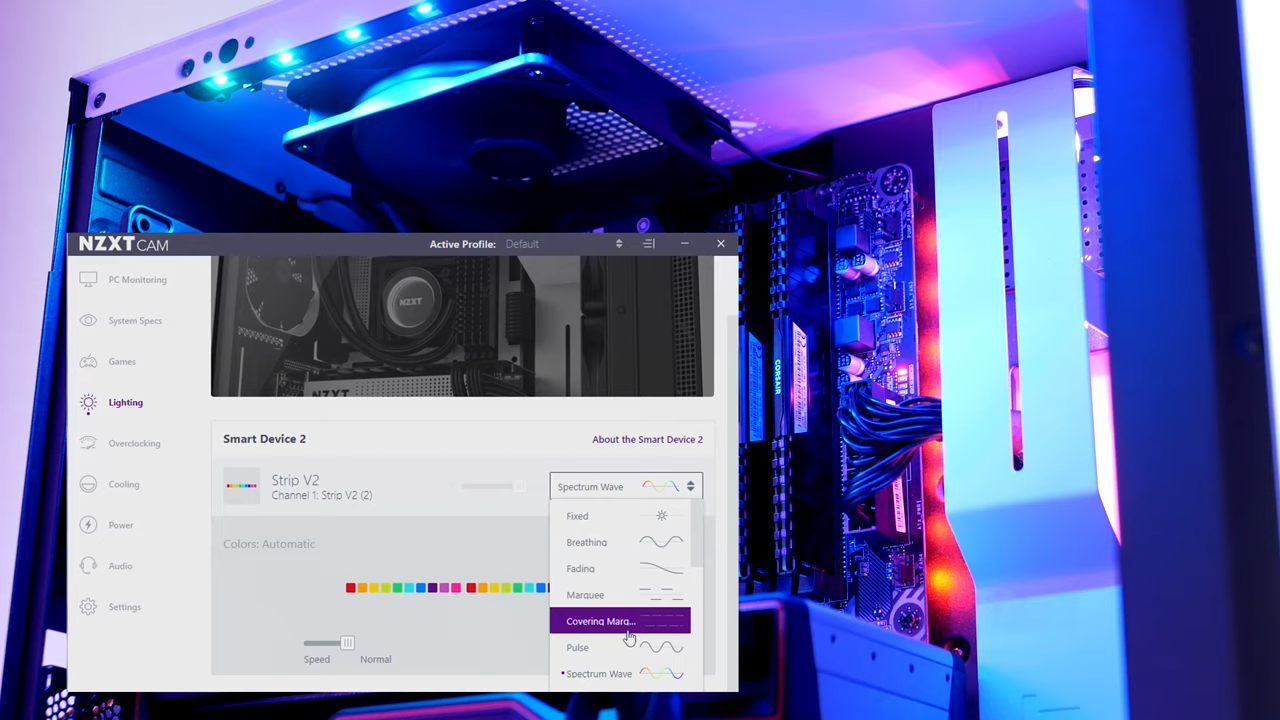 NZXT CAM
Active Profile: Default
PC Monitoring
System Specs
Games
Lighting
Overclocking
Cooling
Power
Audio
Settings
NZXT
NZXT
Smart Device 2
About the Smart Device 2
Strip V2
Channel 1: Strip V2 (2)
Spectrum Wave
Fixed
Breathing
Fading
Marquee
Covering Marq...
Pulse
Spectrum Wave
Colors: Automatic
Speed
Normal
CORSAIR